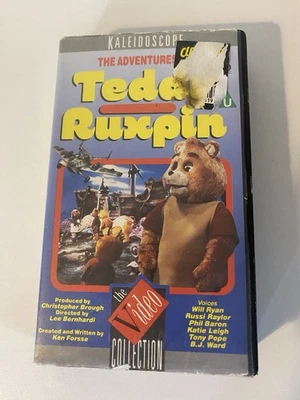 KALEIDOSCOPE
THE ADVENTURES
Tedd
Ruxpin
U
Produced by
Christopher Brough
Directed by
Lee Bernhardi
Created and Written by
Ken Forsse
the
Video
COLLECTION
Voices
Will Ryan
Russi Raylor
Phil Baron
Katie Leigh
Tony Pope
B.J. Ward